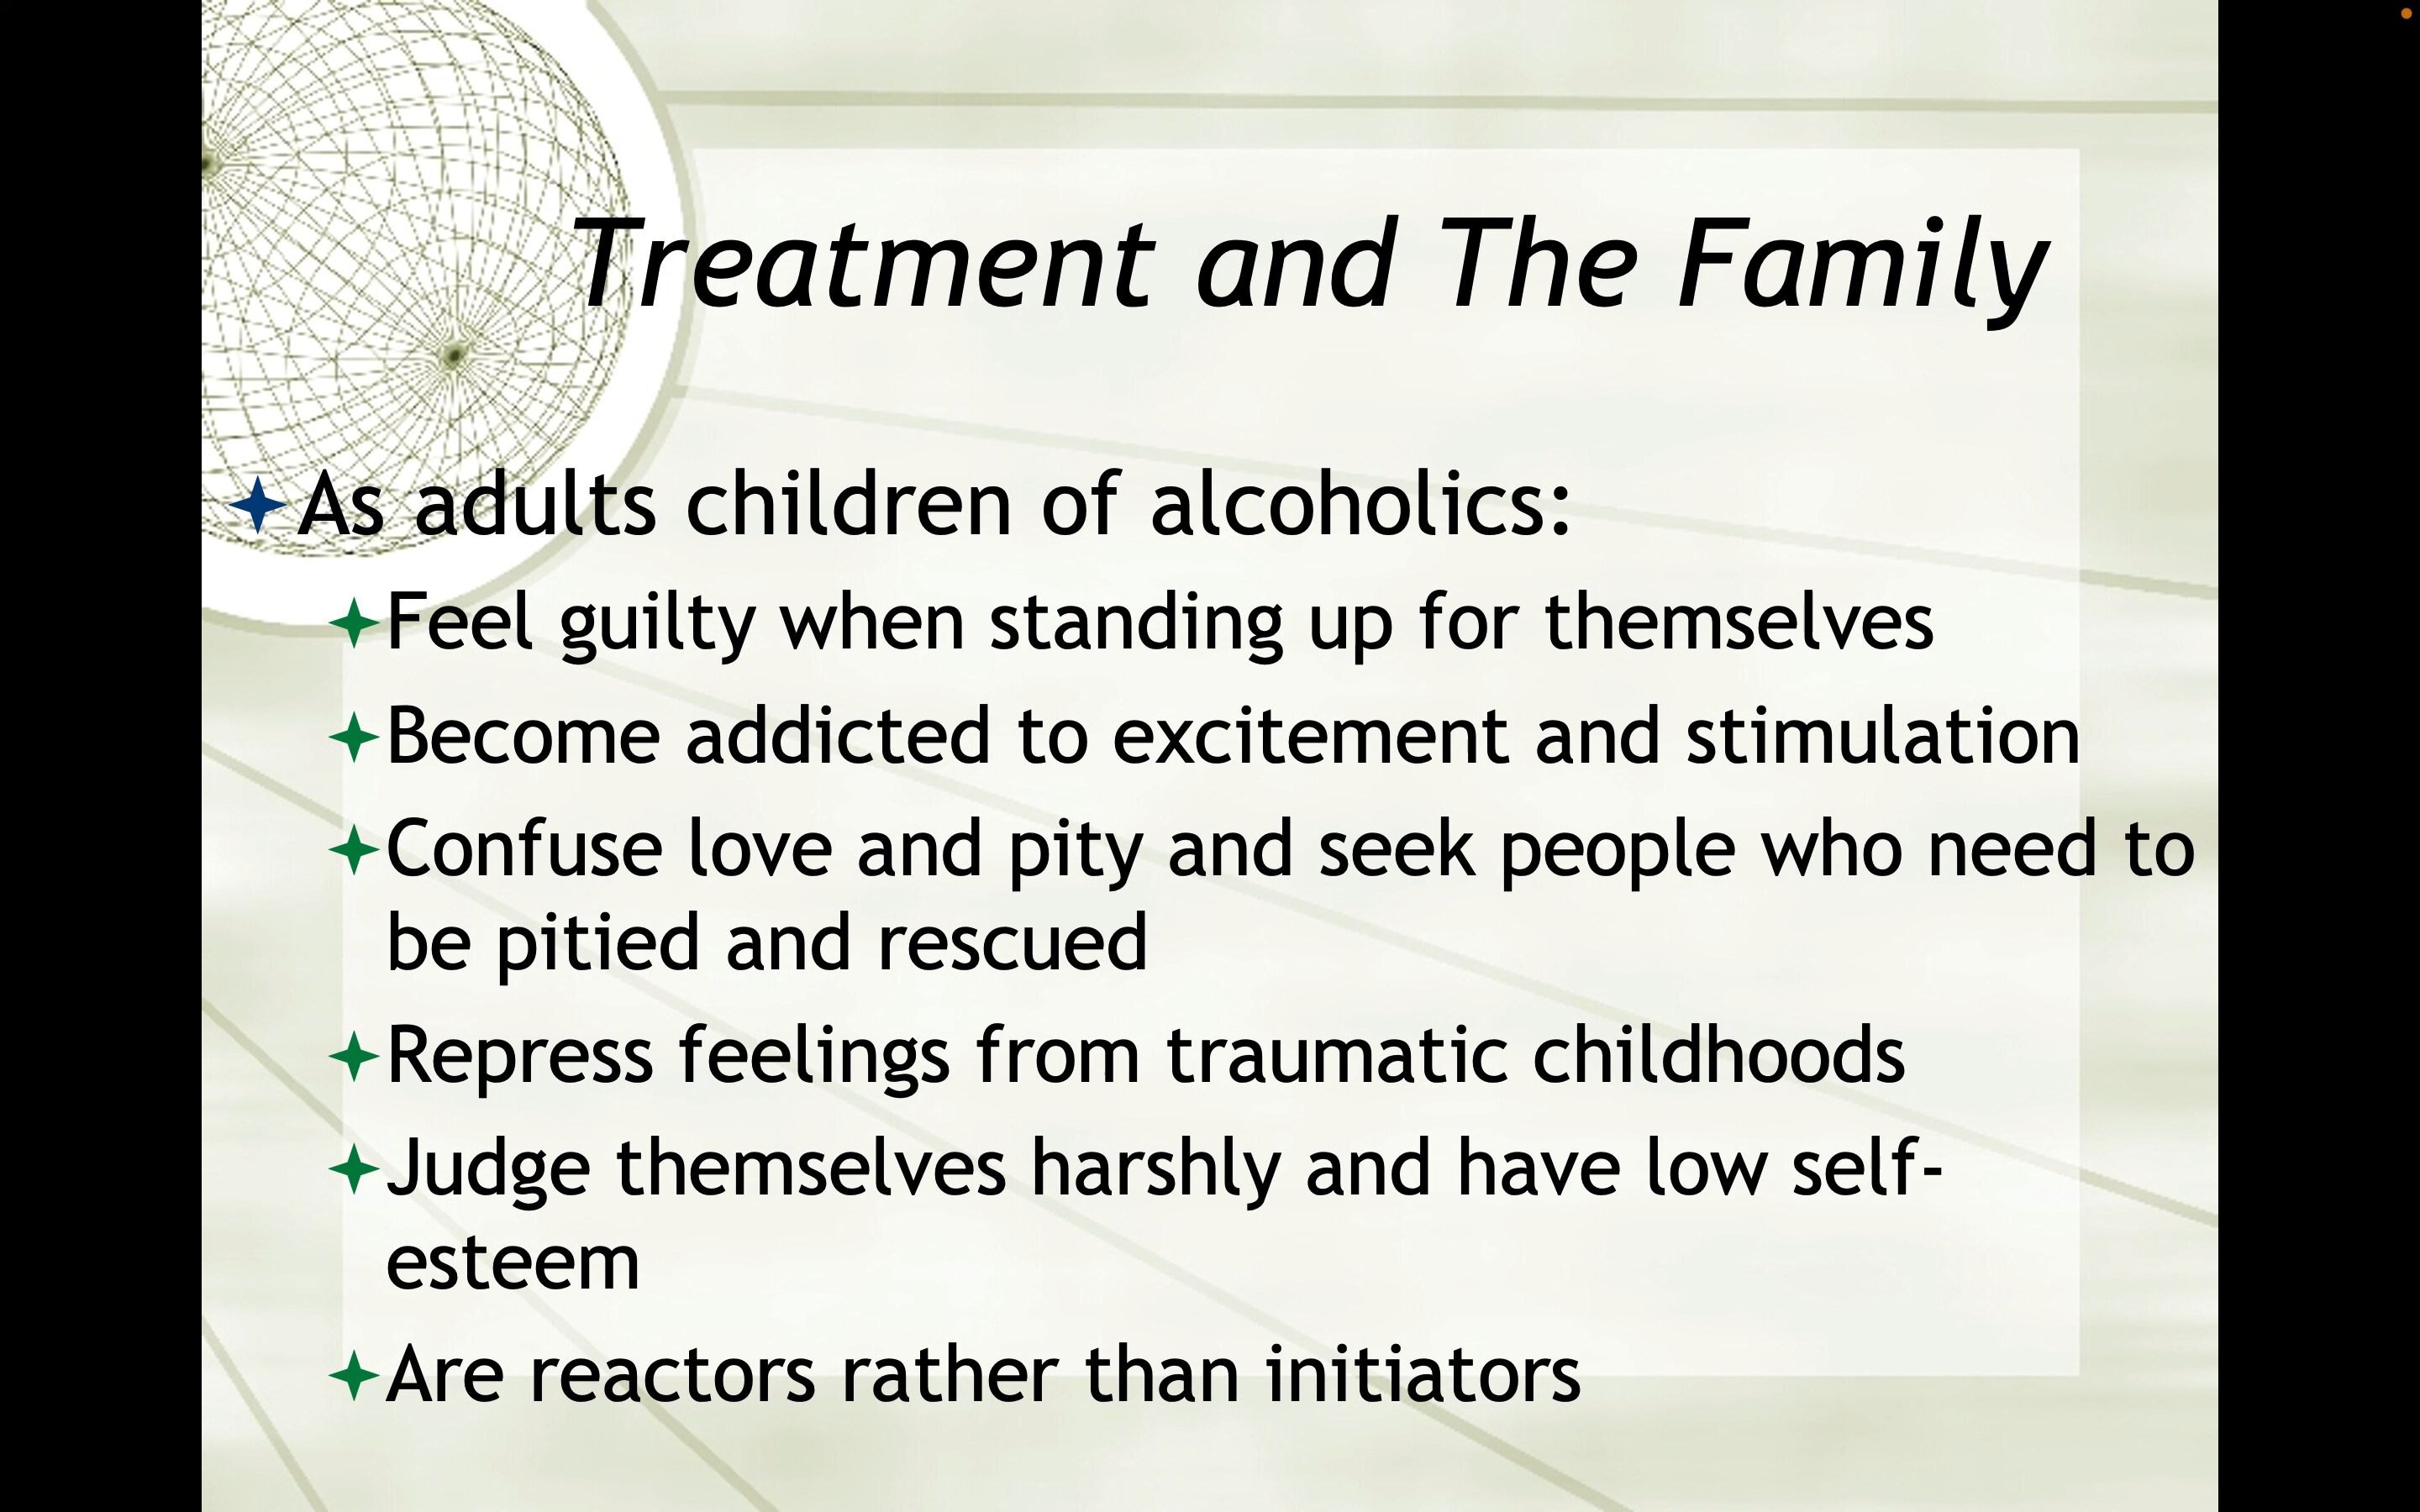 Treatment and The Family
As adults children of alcoholics:
Feel guilty when standing up for themselves
Become addicted to excitement and stimulation
Confuse love and pity and seek people who need to
be pitied and rescued
Repress feelings from traumatic childhoods
Judge themselves harshly and have low self-
esteem
Are reactors rather than initiators